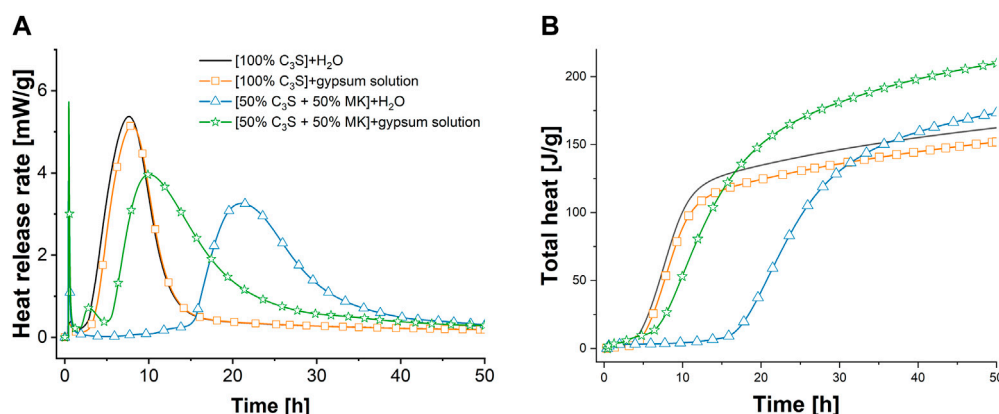 A
Heat release rate [mW/g]
6
3
0
[100% C₃S]+H₂O
[100% C₃S]+gypsum solution
[50% C₃S + 50% MK]+H₂O
[50% C₃S + 50% MK]+gypsum solution
0 10 20 30 40 50
Time [h]
B
Total heat [J/g]
200
150
100
50
0
0 10 20 30 40 50
Time [h]